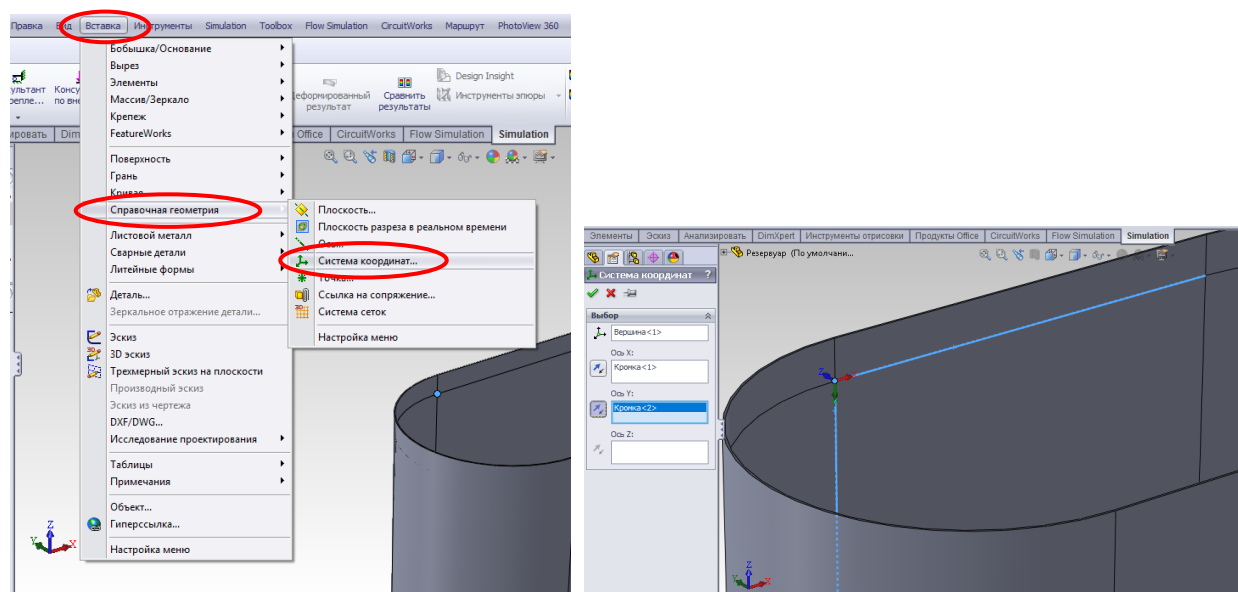 Правка Вид Вставка Инструменты Simulation Toolbox Flow Simulation CircuitWorks Маршрут PhotoView 360
Бобышка/Основание
Вырез
Элементы
Массив/Зеркало
Крепеж
FeatureWorks
Поверхность
Грань
Кривая
Справочная геометрия
Листовой металл
Сварные детали
Литейные формы
Деталь...
Зеркальное отражение детали...
Эскиз
3D эскиз
Трехмерный эскиз на плоскости
Производный эскиз
Эскиз из чертежа
DXF/DWG...
Исследование проектирования
Таблицы
Примечания
Объект...
Гиперссылка...
Настройка меню
Design Insight
Сравнить результаты
Инструменты эпюры
результат
Office CircuitWorks Flow Simulation Simulation
Плоскость...
Плоскость разреза в реальном времени
Ось...
Система координат...
Точка...
Ссылка на сопряжение...
Система сеток
Настройка меню
Z
Y X
Элементы Эскиз Анализировать DimXpert Инструменты отрисовки Продукты Office CircuitWorks Flow Simulation Simulation
Резервуар (По умолчани...
Система координат ?
Выбор
Вершина<1>
Ось X:
Кромка<1>
Ось Y:
Кромка<2>
Ось Z:
Z
Z
Y X